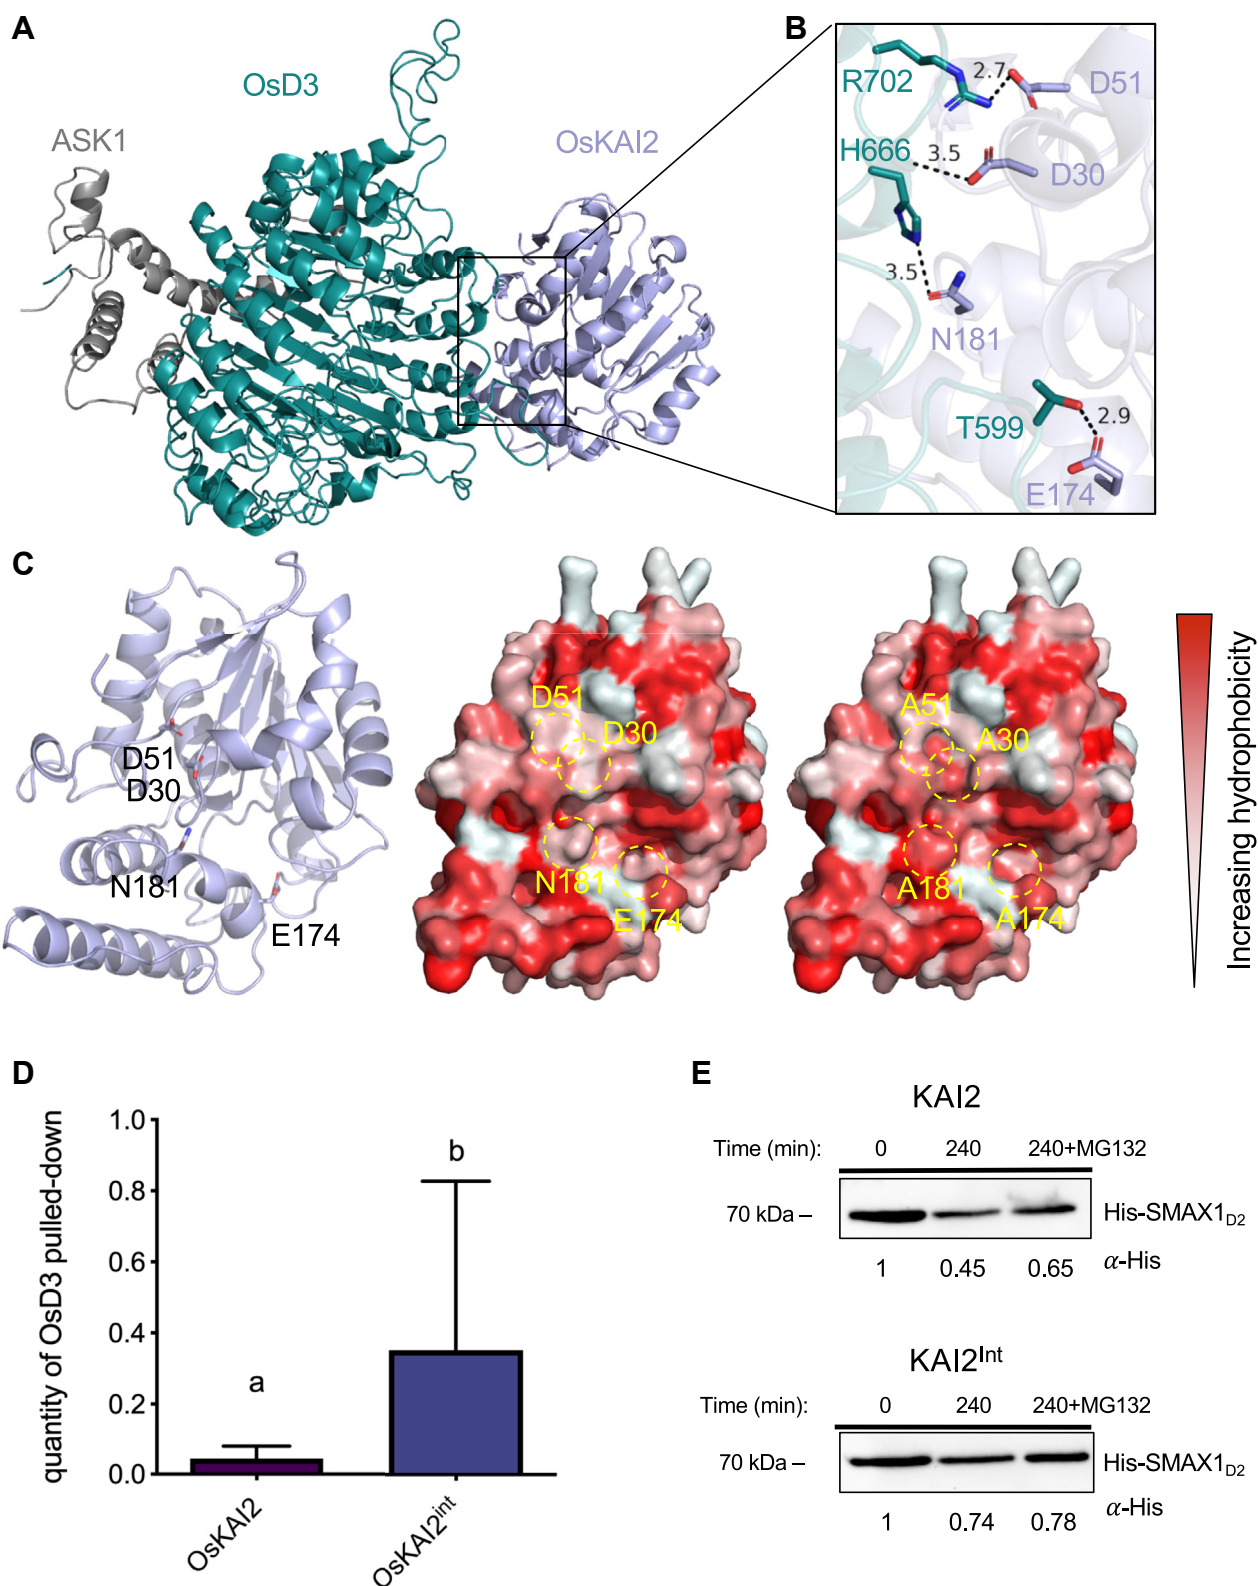 A
B
OsD3
ASK1
OsKAI2
R702
2.7
D51
H666
3.5
D30
3.5
N181
T599
2.9
E174
C
D51
D30
N181
E174
D51
D30
N181
E174
A51
A30
A181
A174
Increasing hydrophobicity
D
quantity of OsD3 pulled-down
1.0
0.8
0.6
0.4
0.2
0.0
a
b
OsKAI2
OsKAI2int
E
KAI2
Time (min): 0 240 240+MG132
70 kDa – His-SMAX1D2
1 0.45 0.65 α-His
KAI2Int
Time (min): 0 240 240+MG132
70 kDa – His-SMAX1D2
1 0.74 0.78 α-His